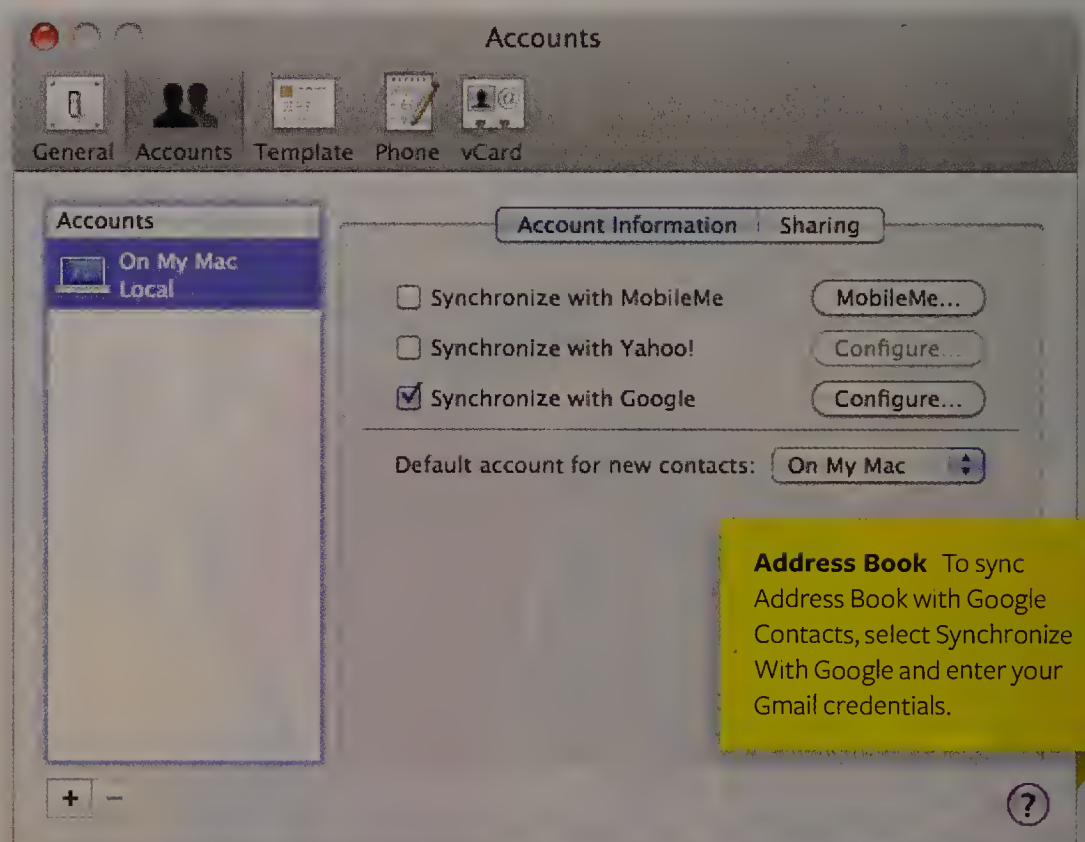 Accounts
General Accounts Template Phone vCard
Accounts
On My Mac
Local
Account Information Sharing
Synchronize with MobileMe MobileMe...
Synchronize with Yahoo! Configure...
Synchronize with Google Configure...
Default account for new contacts: On My Mac
Address Book To sync
Address Book with Google
Contacts, select Synchronize
With Google and enter your
Gmail credentials.
+ −
?